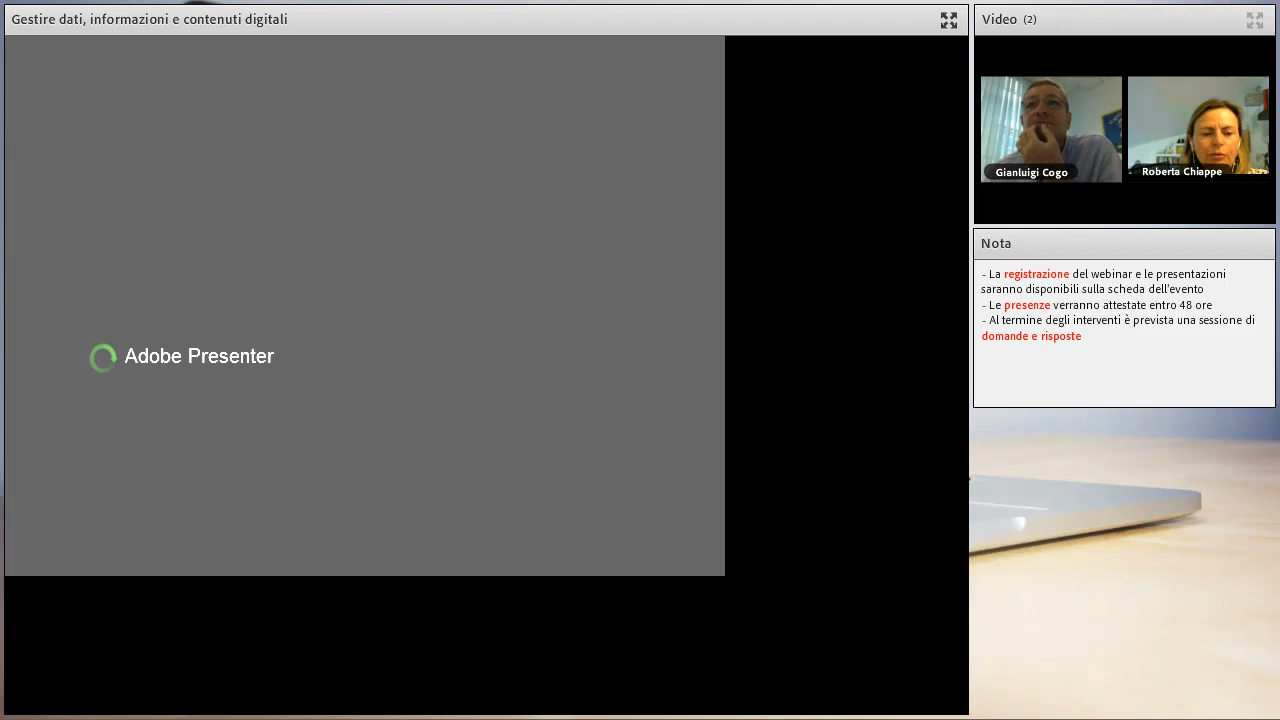 Gestire dati, informazioni e contenuti digitali
Adobe Presenter
Video (2)
Gianluigi Cogo
Roberta Chiappe
Nota
- La registrazione del webinar e le presentazioni
saranno disponibili sulla scheda dell'evento
- Le presenze verranno attestate entro 48 ore
- Al termine degli interventi è prevista una sessione di
domande e risposte